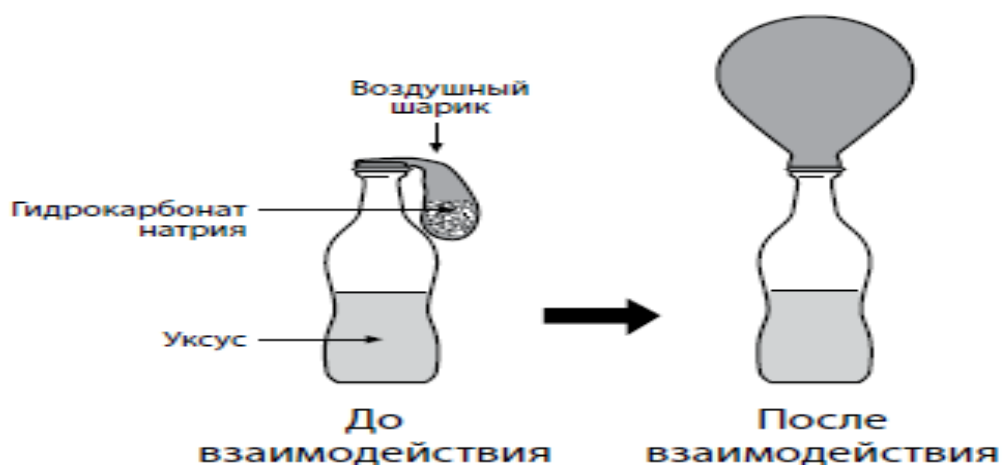 Воздушный
шарик
Гидрокарбонат
натрия
Уксус
До
взаимодействия
После
взаимодействия